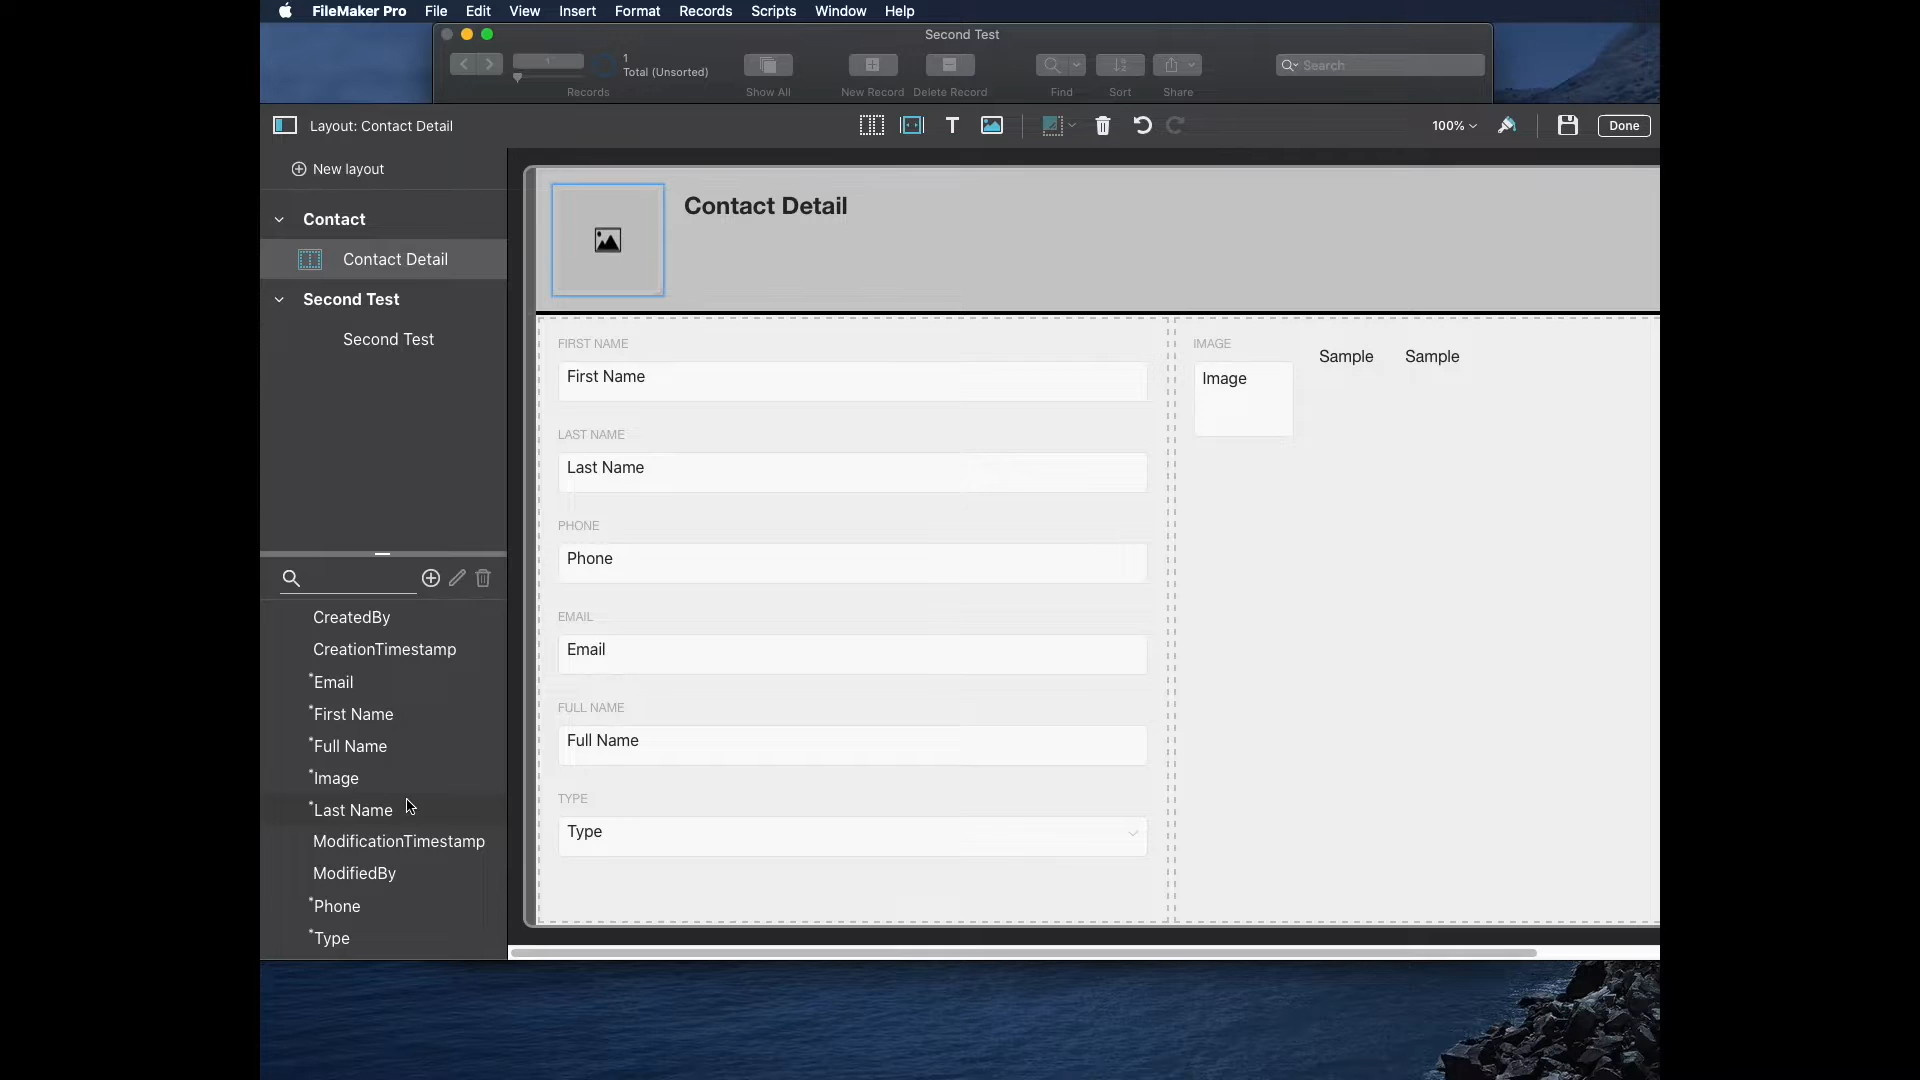 FileMaker Pro File Edit View Insert Format Records Scripts Window Help
Second Test
1
1
Total (Unsorted)
Search
Records Show All New Record Delete Record Find Sort Share
Layout: Contact Detail
T
100%
Done
New layout
Contact
Contact Detail
Second Test
Second Test
CreatedBy
CreationTimestamp
*Email
*First Name
*Full Name
*Image
*Last Name
ModificationTimestamp
ModifiedBy
*Phone
*Type
Contact Detail
FIRST NAME
First Name
LAST NAME
Last Name
PHONE
Phone
EMAIL
Email
FULL NAME
Full Name
TYPE
Type
IMAGE
Image
Sample Sample